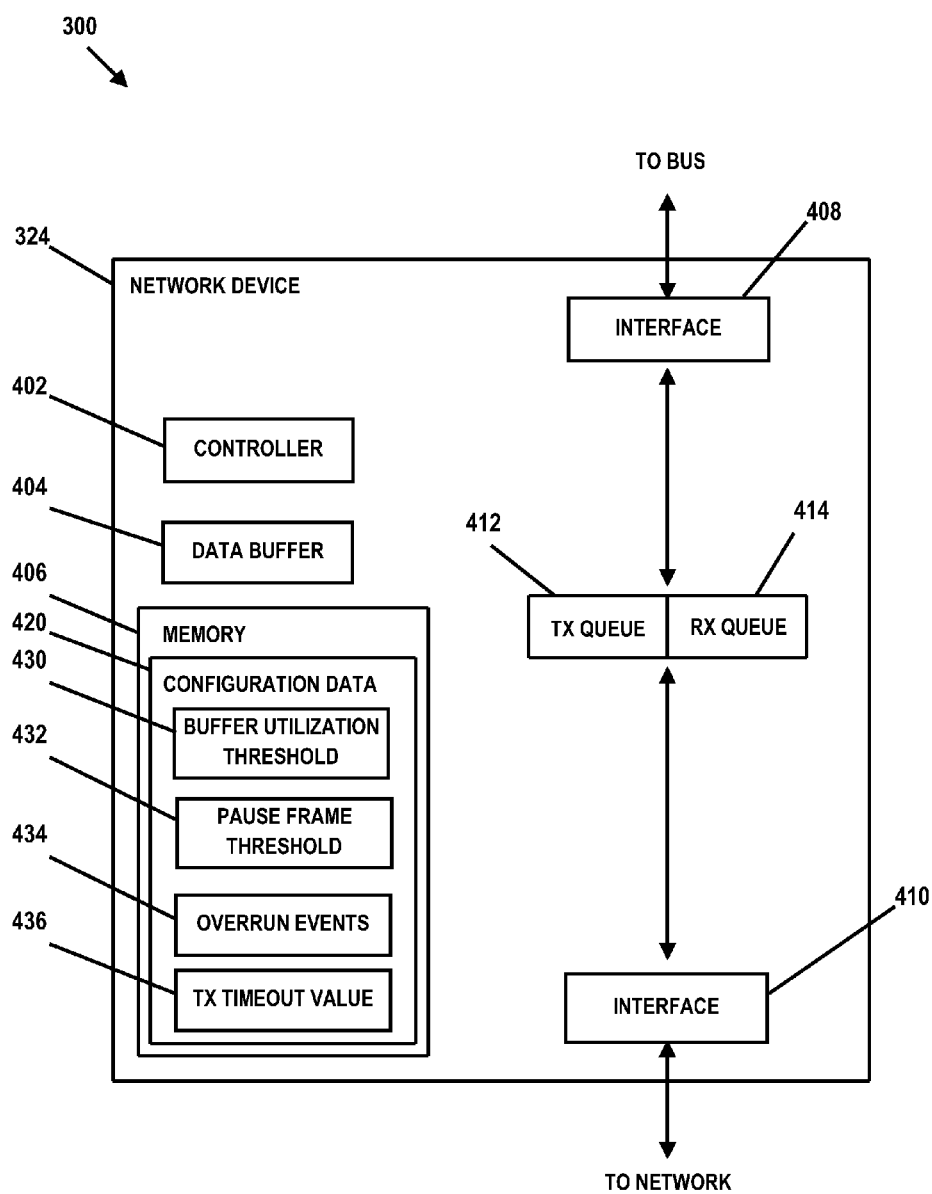 300
TO BUS
408
324
NETWORK DEVICE
INTERFACE
402
CONTROLLER
404
DATA BUFFER
412
414
406
TX QUEUE
RX QUEUE
420
MEMORY
430
CONFIGURATION DATA
BUFFER UTILIZATION
THRESHOLD
432
PAUSE FRAME
THRESHOLD
434
OVERRUN EVENTS
410
436
TX TIMEOUT VALUE
INTERFACE
TO NETWORK